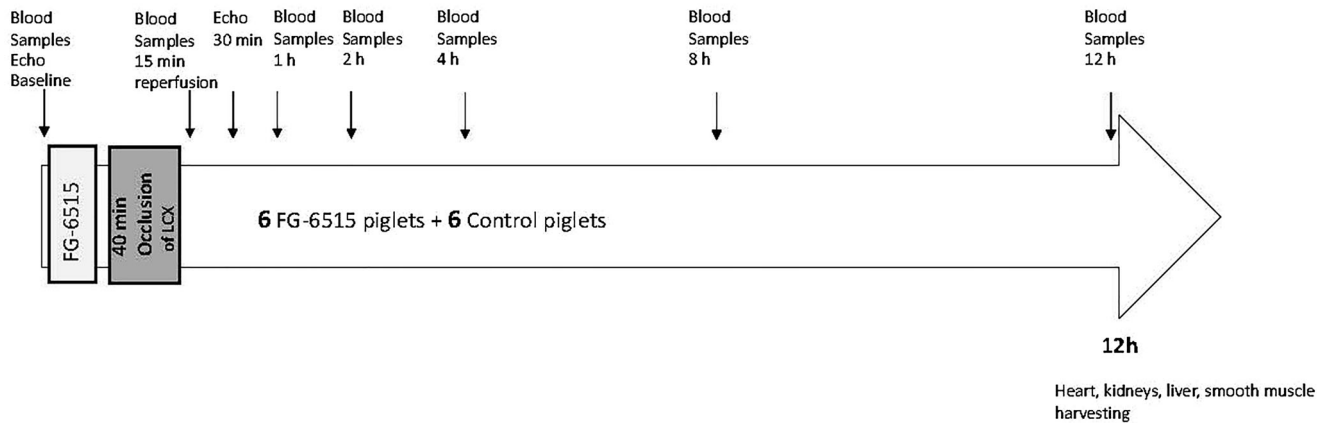 Blood
Samples
Echo
Baseline
Blood
Samples
15 min
reperfusion
Echo
30 min
Blood
Samples
1 h
Blood
Samples
2 h
Blood
Samples
4 h
Blood
Samples
8 h
Blood
Samples
12 h
FG-6515
40 min
Occlusion
of LCX
6 FG-6515 piglets + 6 Control piglets
12h
Heart, kidneys, liver, smooth muscle
harvesting